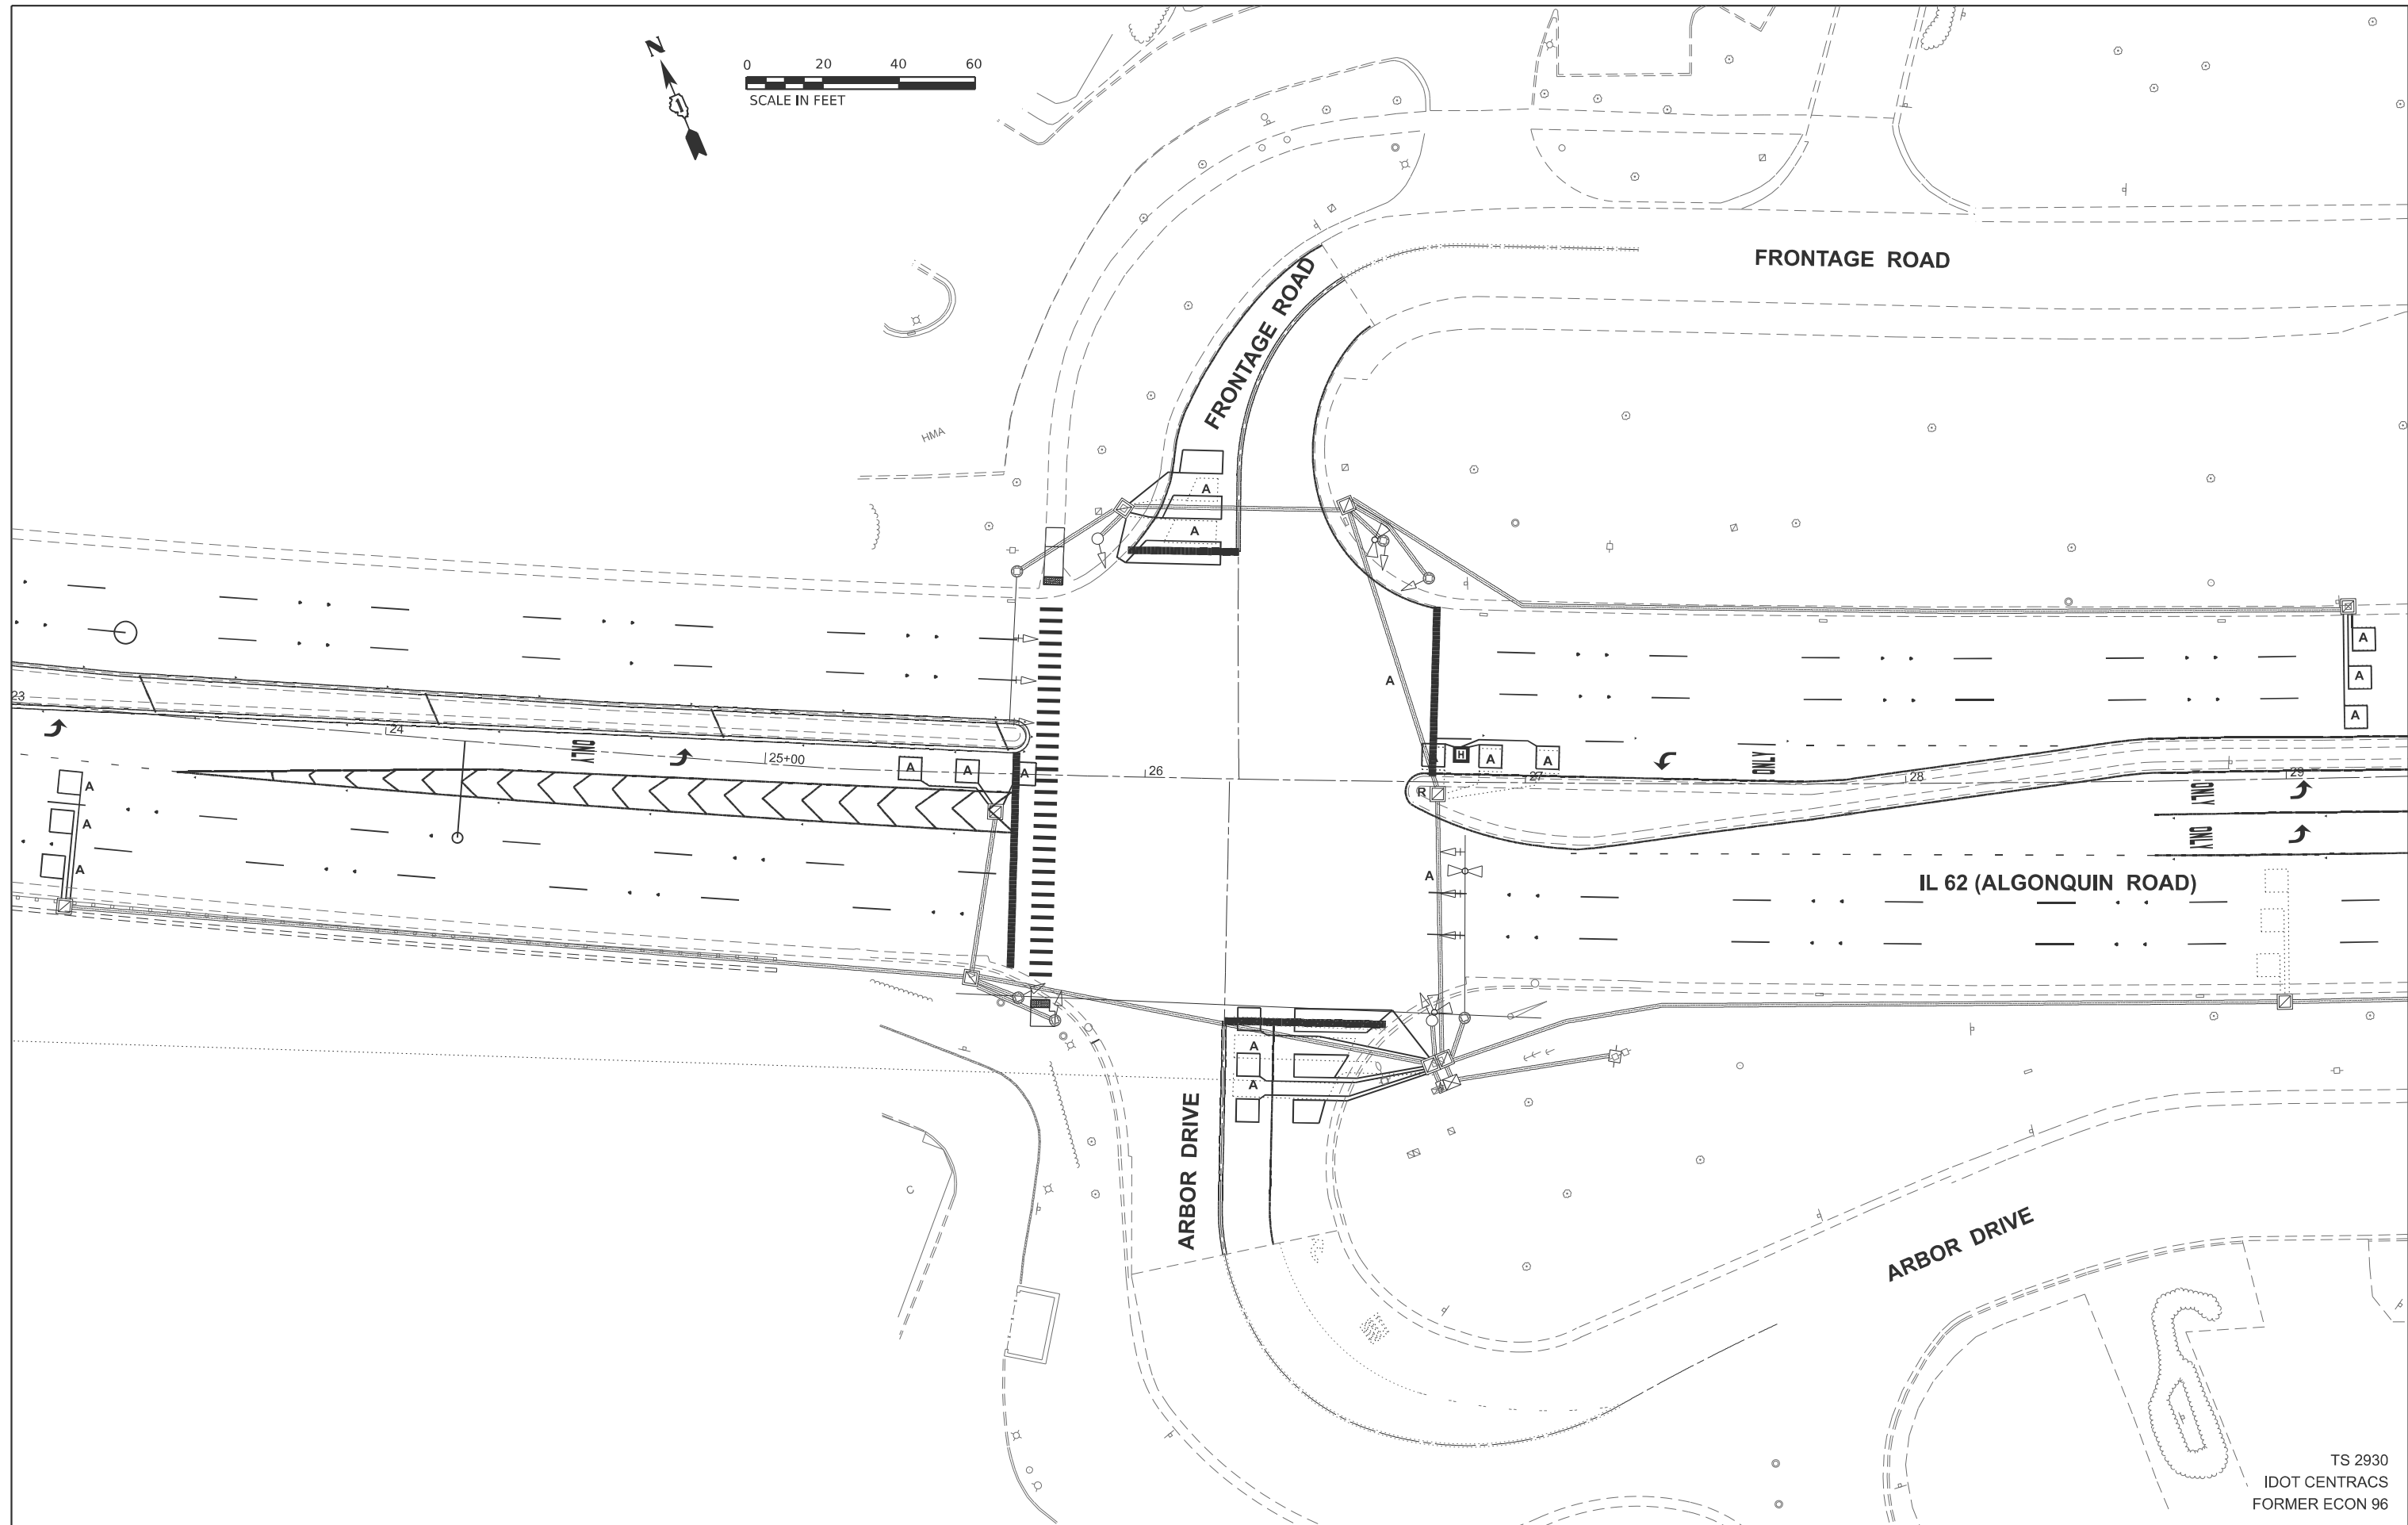 N
0 20 40 60
SCALE IN FEET
FRONTAGE ROAD
FRONTAGE ROAD
HMA
A
A
A
A
A
A
23
24
ONLY
25+00
26
H
27
ONLY
28
29
A
A
A
A
A
A
A
R
ONLY
A
A
A
ONLY
A
IL 62 (ALGONQUIN ROAD)
A
A
ARBOR DRIVE
C
ARBOR DRIVE
TS 2930
IDOT CENTRACS
FORMER ECON 96